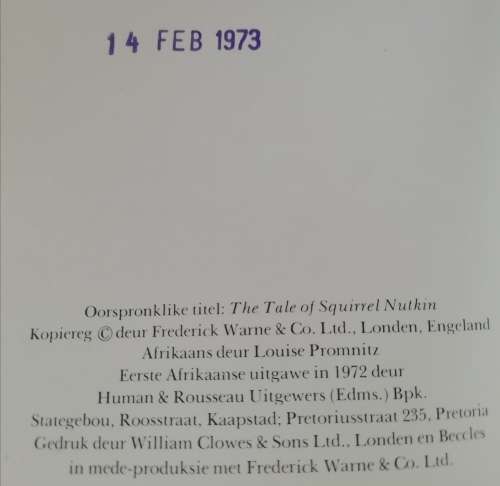 14 FEB 1973
Oorspronklike titel: The Tale of Squirrel Nutkin
Kopiereg © deur Frederick Warne & Co. Ltd., Londen, Engeland
Afrikaans deur Louise Promnitz
Eerste Afrikaanse uitgawe in 1972 deur
Human & Rousseau Uitgewers (Edms.) Bpk.
Stategebou, Roosstraat, Kaapstad; Pretoriusstraat 235, Pretoria
Gedruk deur William Clowes & Sons Ltd., Londen en Beccles
in mede-produksie met Frederick Warne & Co. Ltd.